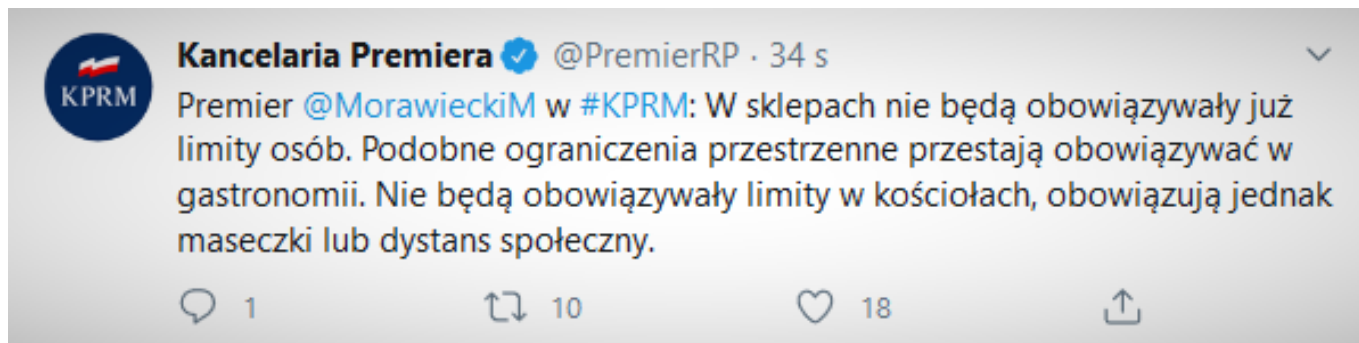 Kancelaria Premiera @PremierRP · 34 s
KPRM
Premier @MorawieckiM w #KPRM: W sklepach nie będą obowiązywały już
limity osób. Podobne ograniczenia przestrzenne przestają obowiązywać w
gastronomii. Nie będą obowiązywały limity w kościołach, obowiązują jednak
maseczki lub dystans społeczny.
1 10 18